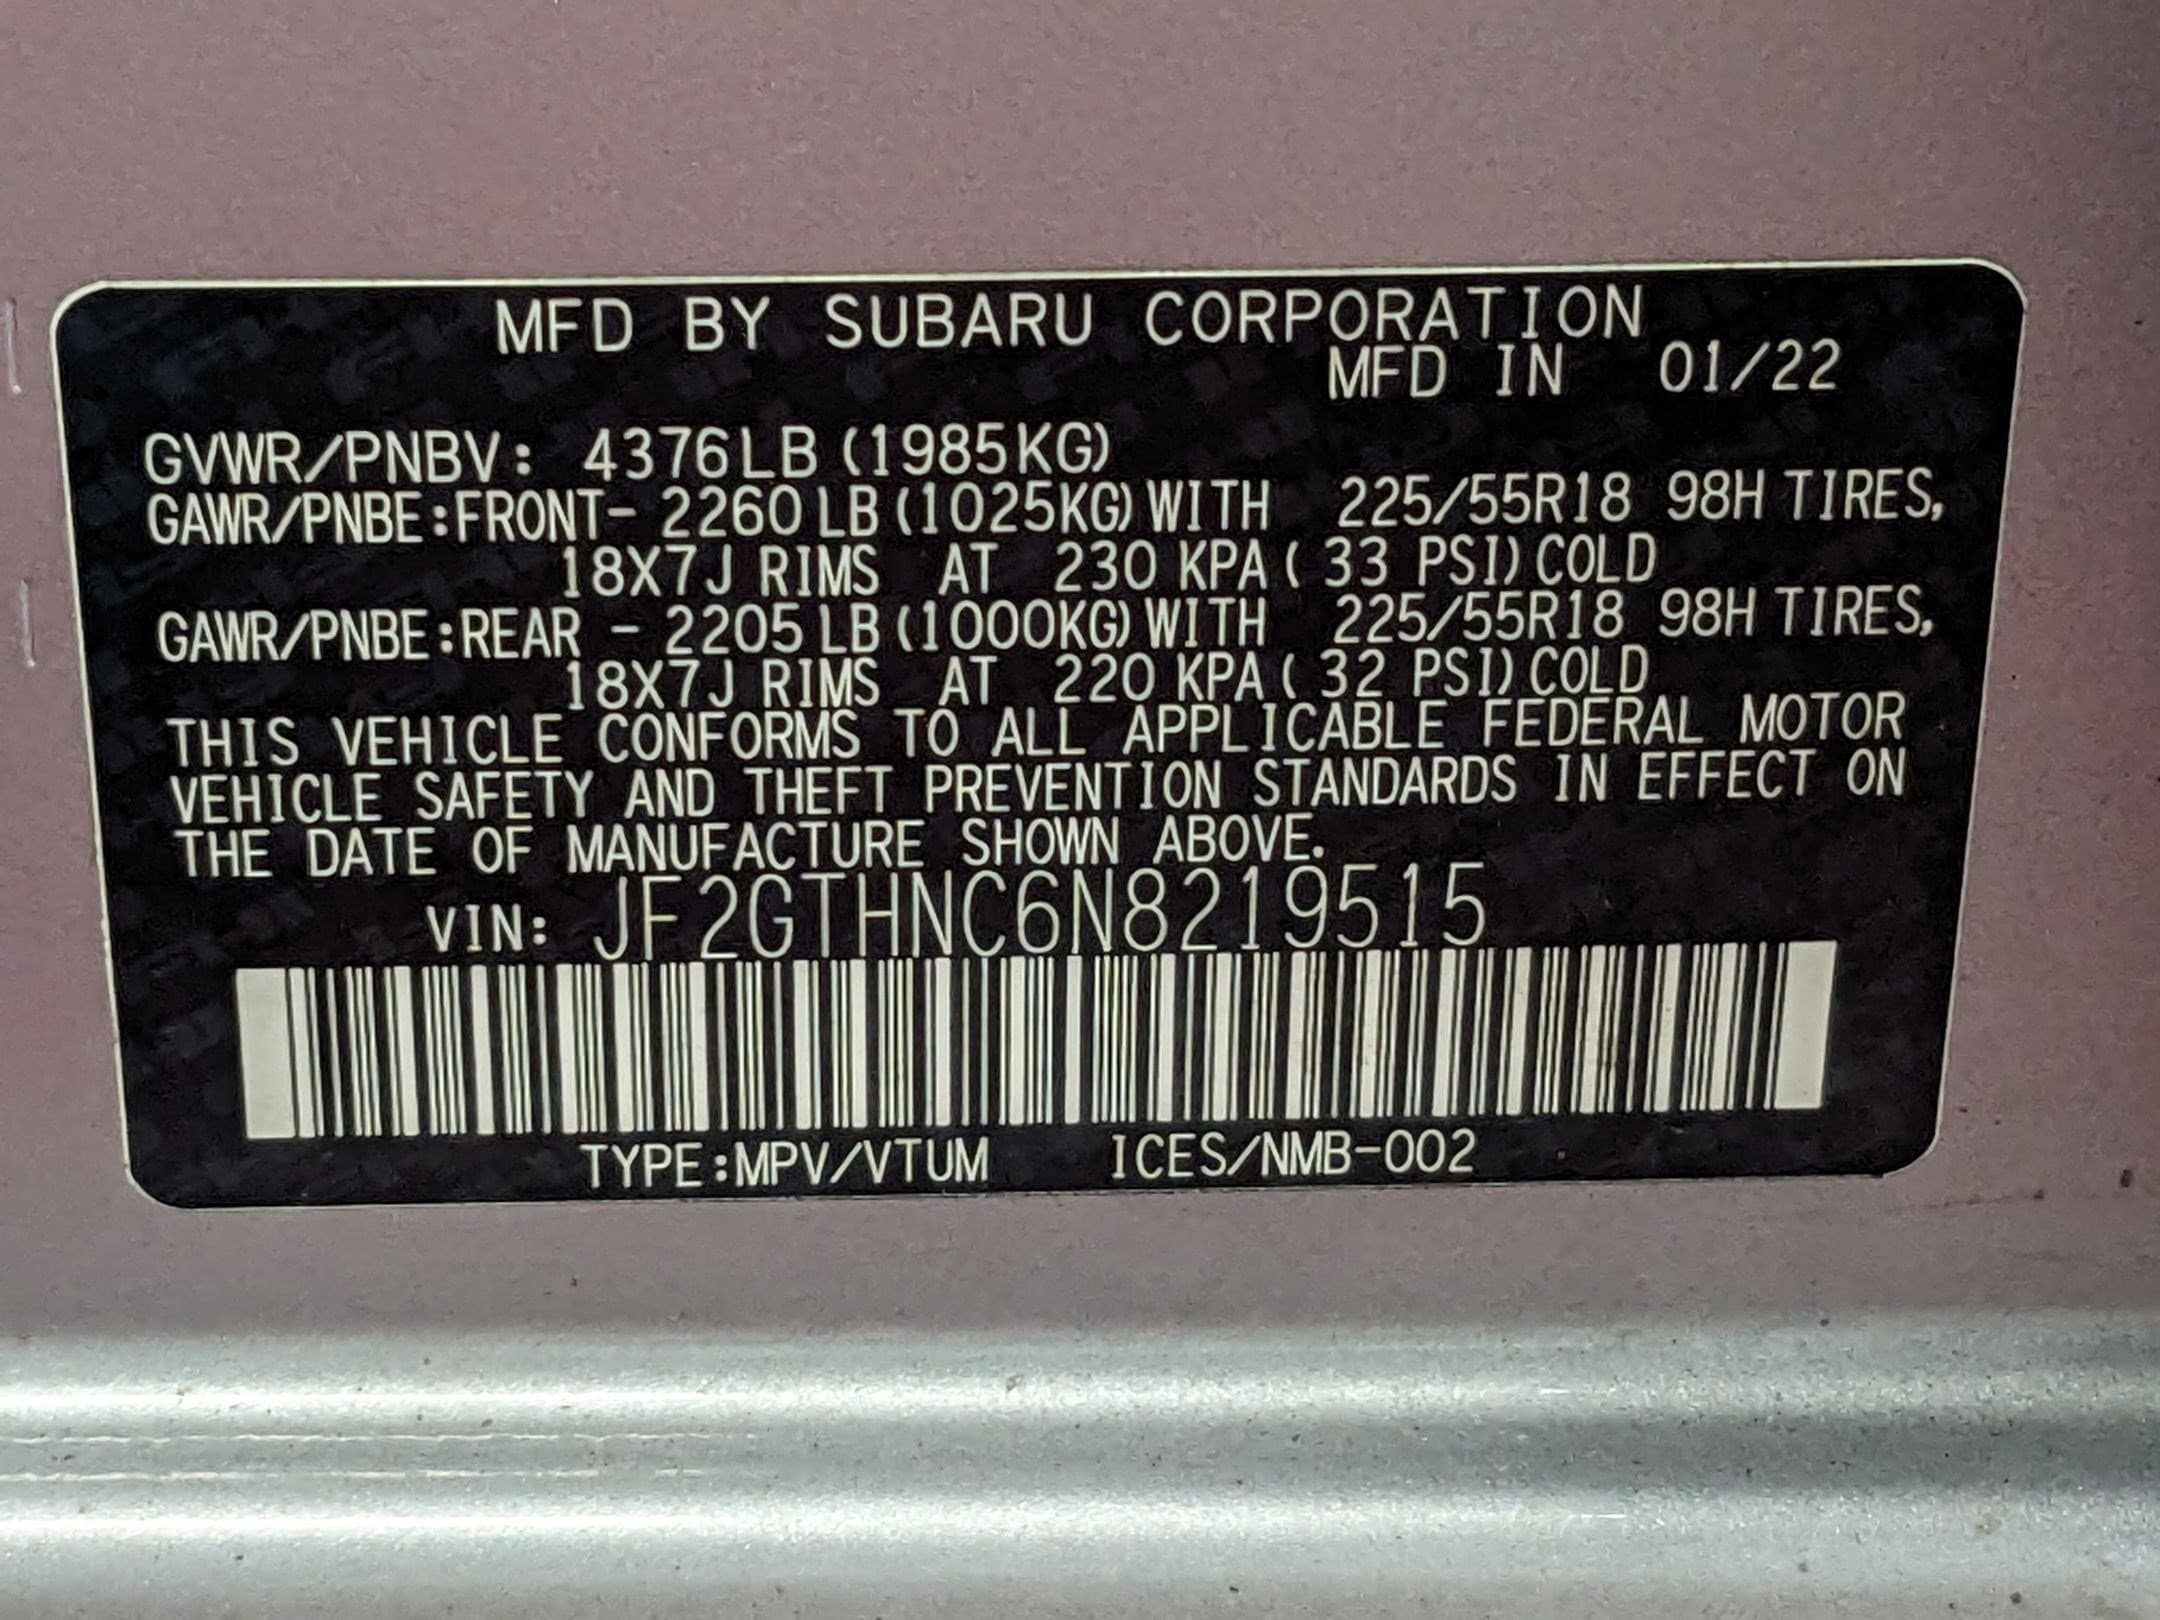 MFD BY SUBARU CORPORATION
MFD IN 01/22
GVWR/PNBV: 4376LB (1985KG)
GAWR/PNBE:FRONT- 2260 LB (1025KG) WITH 225/55R18 98H TIRES,
18X7J RIMS AT 230 KPA ( 33 PSI) COLD
GAWR/PNBE:REAR - 2205 LB (1000KG) WITH 225/55R18 98H TIRES,
18X7J RIMS AT 220 KPA ( 32 PSI) COLD
THIS VEHICLE CONFORMS TO ALL APPLICABLE FEDERAL MOTOR
VEHICLE SAFETY AND THEFT PREVENTION STANDARDS IN EFFECT ON
THE DATE OF MANUFACTURE SHOWN ABOVE.
VIN: JF2GTHNC6N8219515
TYPE:MPV/VTUM ICES/NMB-002